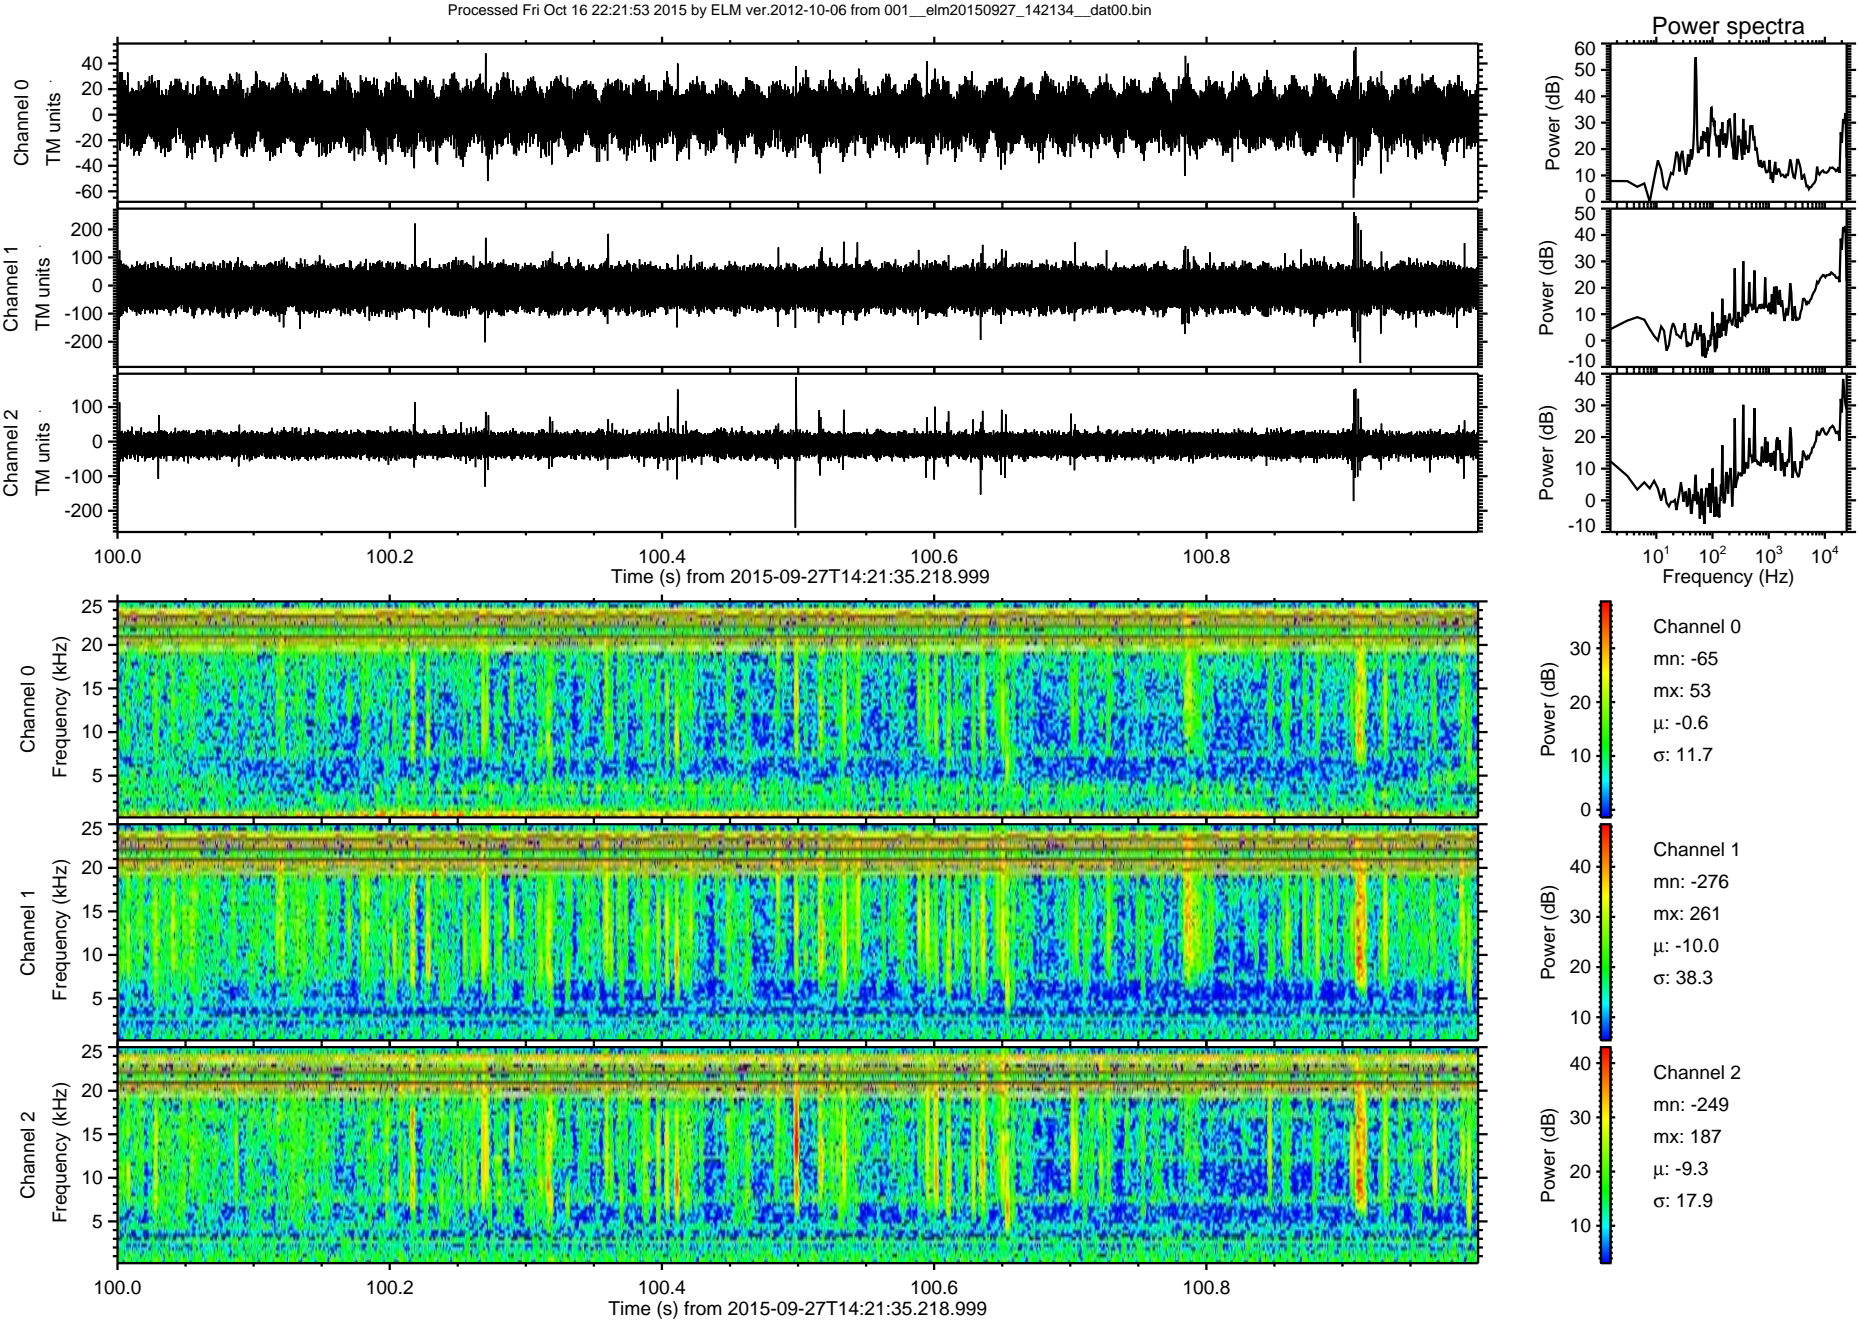 Processed Fri Oct 16 22:21:53 2015 by ELM ver.2012-10-06 from 001__elm20150927_142134__dat00.bin
Power spectra
Channel 0
TM units
40
20
0
-20
-40
-60
Power (dB)
60
50
40
30
20
10
0
Channel 1
TM units
200
100
0
-100
-200
Power (dB)
50
40
30
20
10
0
-10
Channel 2
TM units
100
0
-100
-200
Power (dB)
40
30
20
10
0
-10
100.0 100.2 100.4 100.6 100.8
Time (s) from 2015-09-27T14:21:35.218.999
10¹ 10² 10³ 10⁴
Frequency (Hz)
Channel 0
Frequency (kHz)
25
20
15
10
5
Power (dB)
30
20
10
0
Channel 0
mn: -65
mx: 53
μ: -0.6
σ: 11.7
Channel 1
Frequency (kHz)
25
20
15
10
5
Power (dB)
40
30
20
10
Channel 1
mn: -276
mx: 261
μ: -10.0
σ: 38.3
Channel 2
Frequency (kHz)
25
20
15
10
5
Power (dB)
40
30
20
10
Channel 2
mn: -249
mx: 187
μ: -9.3
σ: 17.9
100.0 100.2 100.4 100.6 100.8
Time (s) from 2015-09-27T14:21:35.218.999